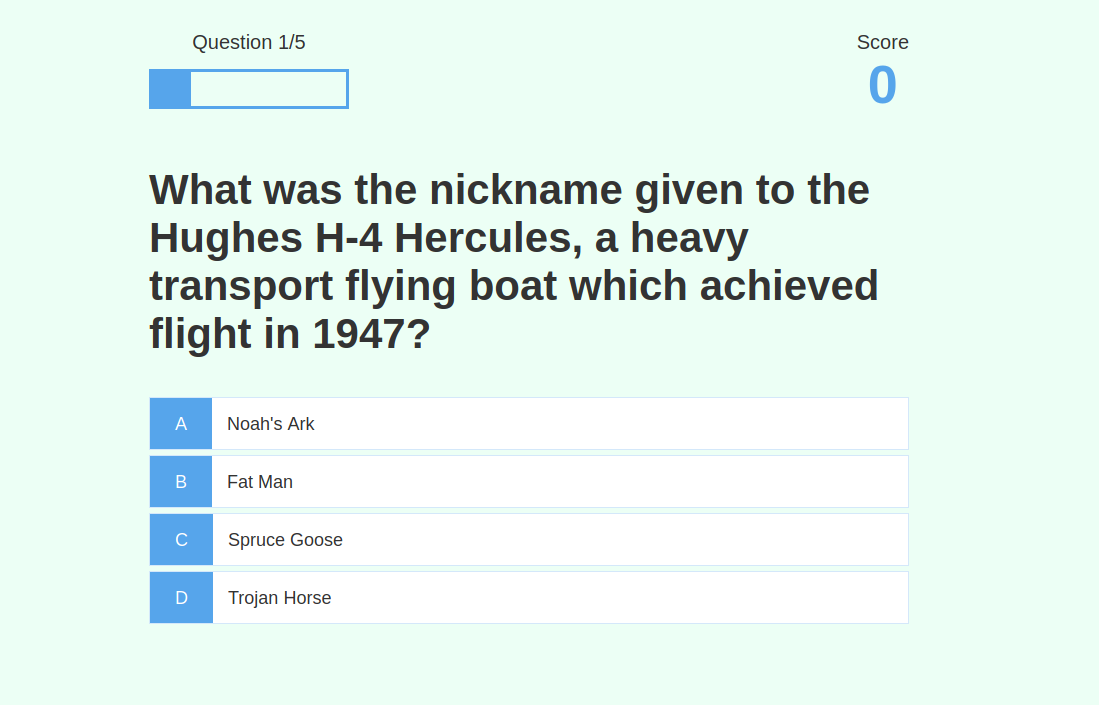 Question 1/5
Score
0
What was the nickname given to the
Hughes H-4 Hercules, a heavy
transport flying boat which achieved
flight in 1947?
A Noah's Ark
B Fat Man
C Spruce Goose
D Trojan Horse